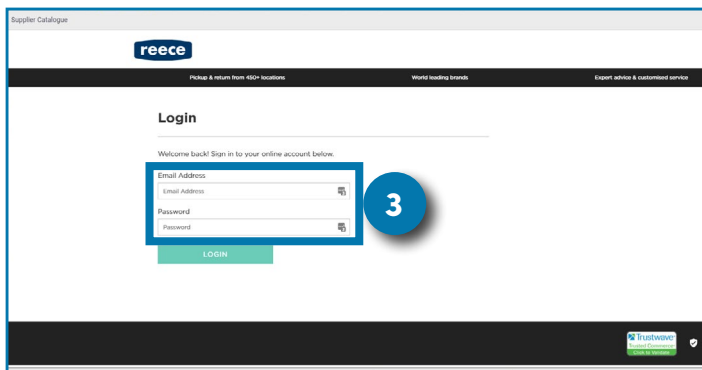 Supplier Catalogue
reece
Pickup & return from 450+ locations World leading brands Expert advice & customised service
Login
Welcome back! Sign in to your online account below.
Email Address
Email Address
Password
Password
3
LOGIN
Trustwave
Trusted Commerce
Click to Validate